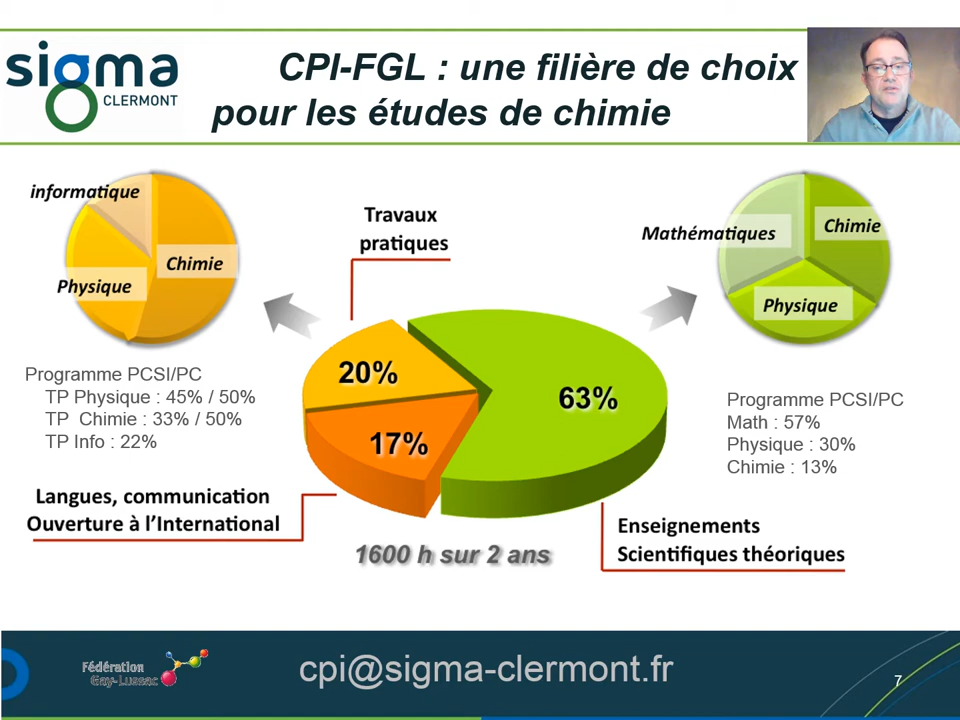 sigma
CLERMONT
CPI-FGL : une filière de choix
pour les études de chimie
informatique
Chimie
Physique
Travaux
pratiques
Mathématiques
Chimie
Physique
Programme PCSI/PC
TP Physique : 45% / 50%
TP Chimie : 33% / 50%
TP Info : 22%
20%
17%
63%
Programme PCSI/PC
Math : 57%
Physique : 30%
Chimie : 13%
Langues, communication
Ouverture à l'International
1600 h sur 2 ans
Enseignements
Scientifiques théoriques
Fédération
Gay-Lussac
cpi@sigma-clermont.fr
7